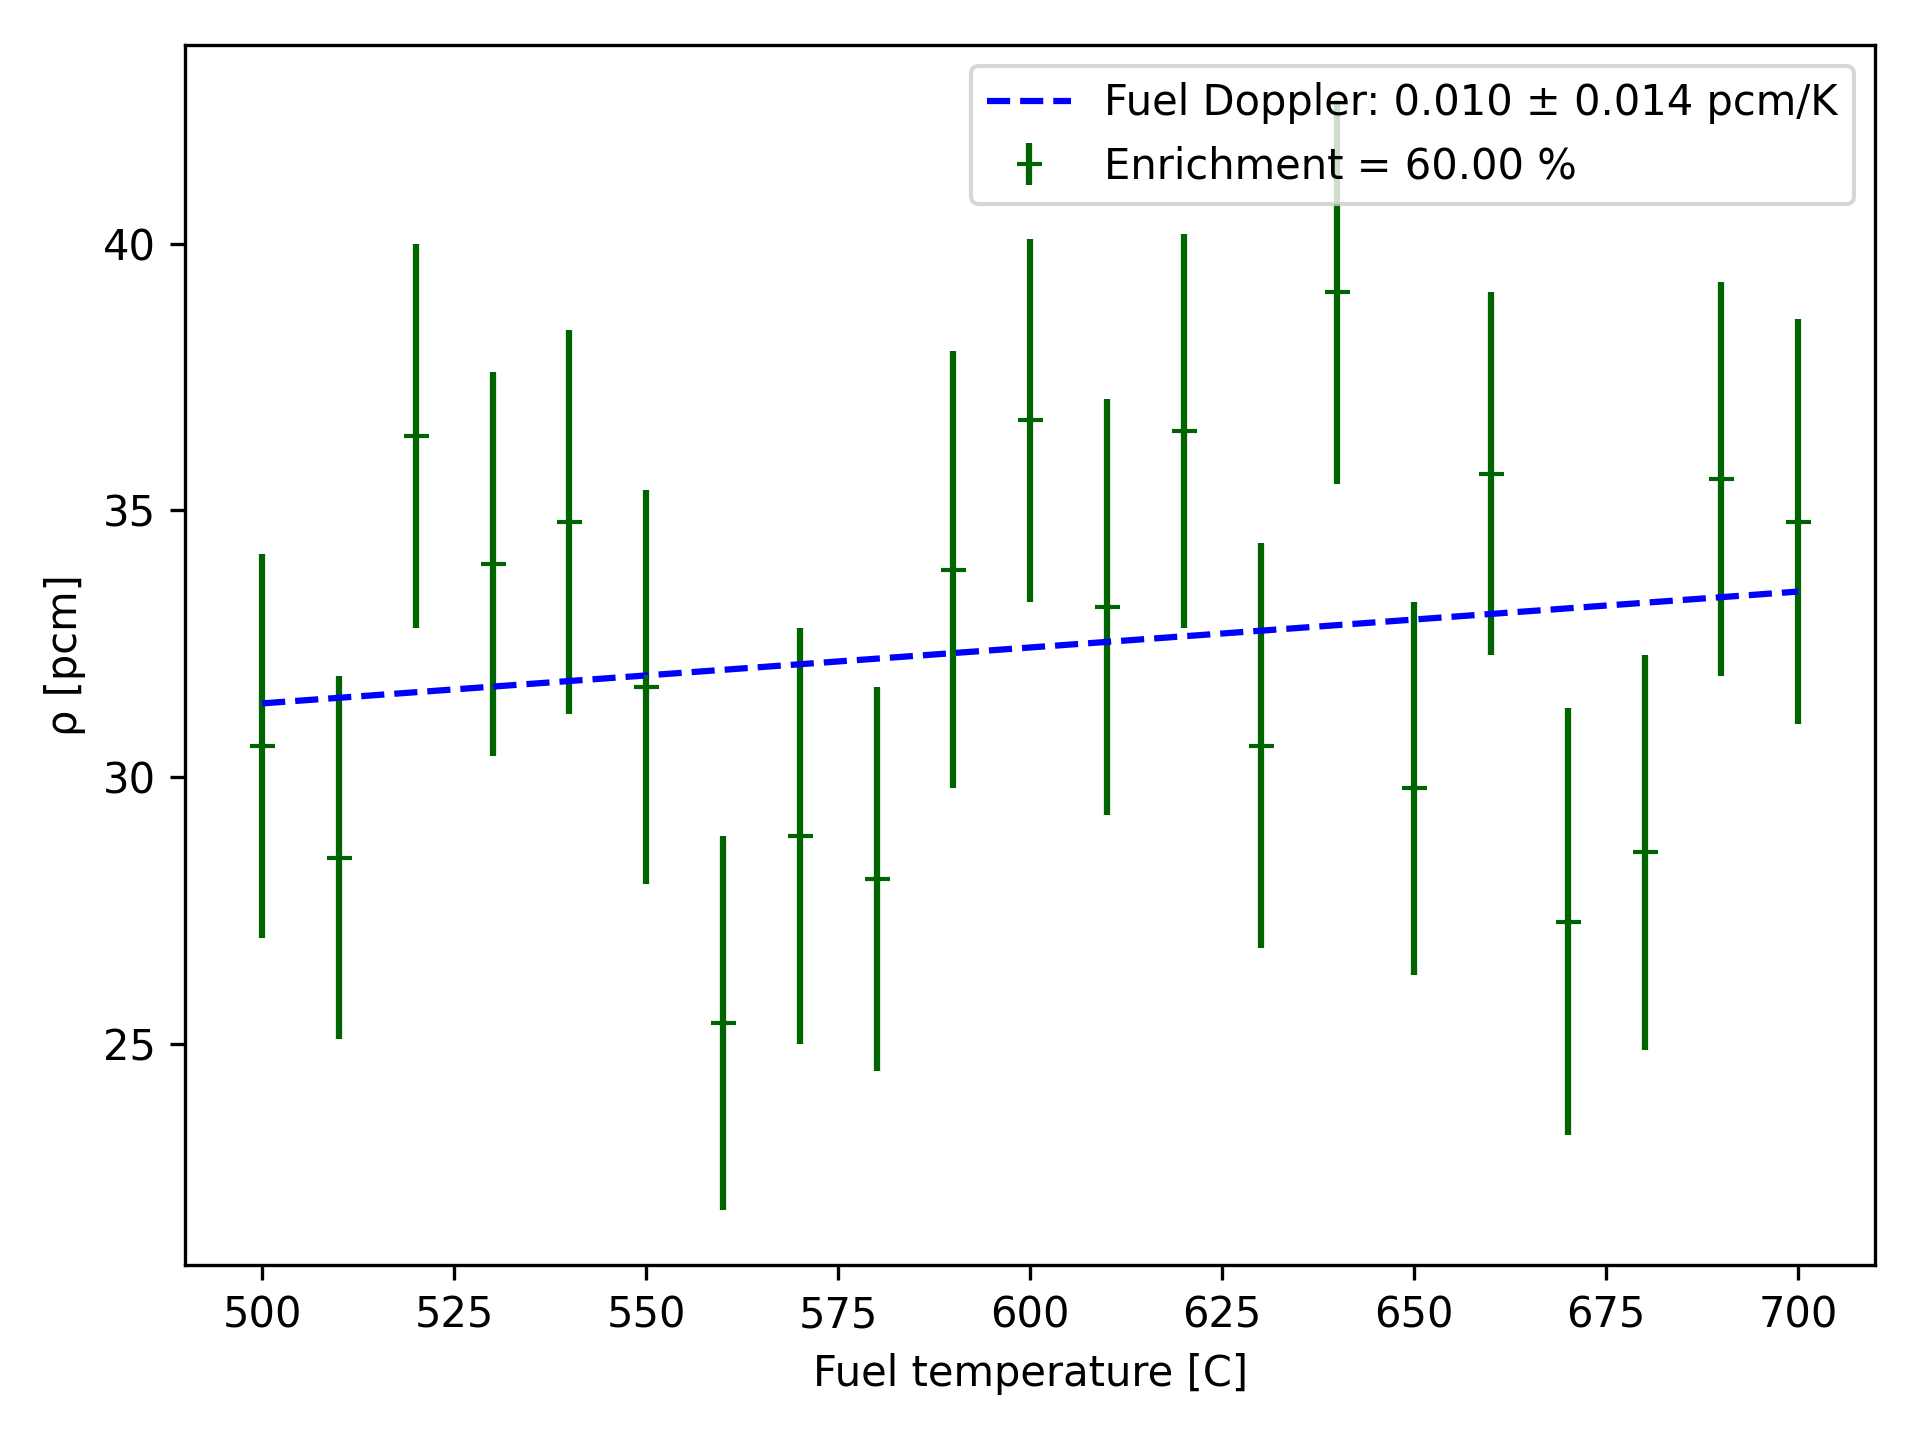 Fuel Doppler: 0.010 ± 0.014 pcm/K
Enrichment = 60.00 %
40
35
30
25
ρ [pcm]
500 525 550 575 600 625 650 675 700
Fuel temperature [C]